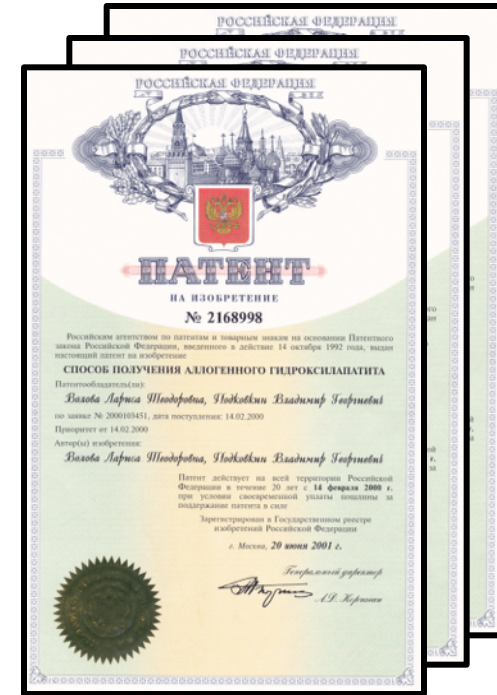 РОССИЙСКАЯ ФЕДЕРАЦИЯ
РОССИЙСКАЯ ФЕДЕРАЦИЯ
РОССИЙСКАЯ ФЕДЕРАЦИЯ
ПАТЕНТ
НА ИЗОБРЕТЕНИЕ
№ 2168998
Российским агентством по патентам и товарным знакам на основании Патентного
закона Российской Федерации, введенного в действие 14 октября 1992 года, выдан
настоящий патент на изобретение
СПОСОБ ПОЛУЧЕНИЯ АЛЛОГЕННОГО ГИДРОКСИЛАПАТИТА
Патентообладатель(ли):
Волова Лариса Теодоровна, Подковкин Владимир Георгиевич
по заявке № 2000103451, дата поступления: 14.02.2000
Приоритет от 14.02.2000
Автор(ы) изобретения:
Волова Лариса Теодоровна, Подковкин Владимир Георгиевич
Патент действует на всей территории Российской
Федерации в течение 20 лет с 14 февраля 2000 г.
при условии своевременной уплаты пошлины за
поддержание патента в силе
Зарегистрирован в Государственном реестре
изобретений Российской Федерации
г. Москва, 20 июня 2001 г.
Генеральный директор
А.Д. Корчагин